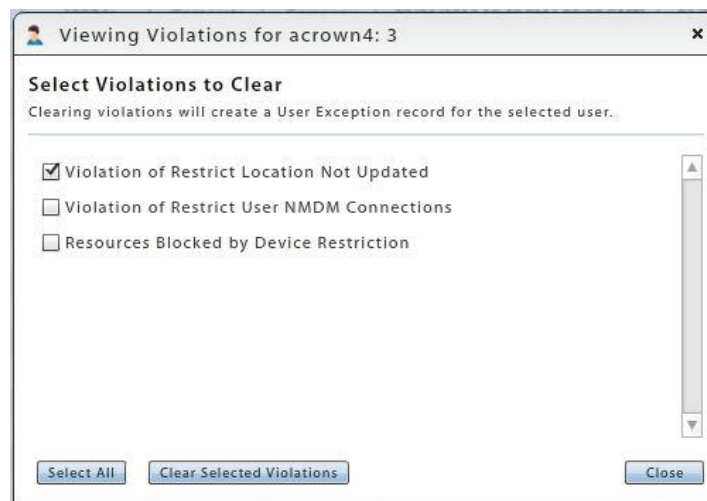 Viewing Violations for acrown4: 3
Select Violations to Clear
Clearing violations will create a User Exception record for the selected user.
Violation of Restrict Location Not Updated
Violation of Restrict User NMDM Connections
Resources Blocked by Device Restriction
Select All Clear Selected Violations Close